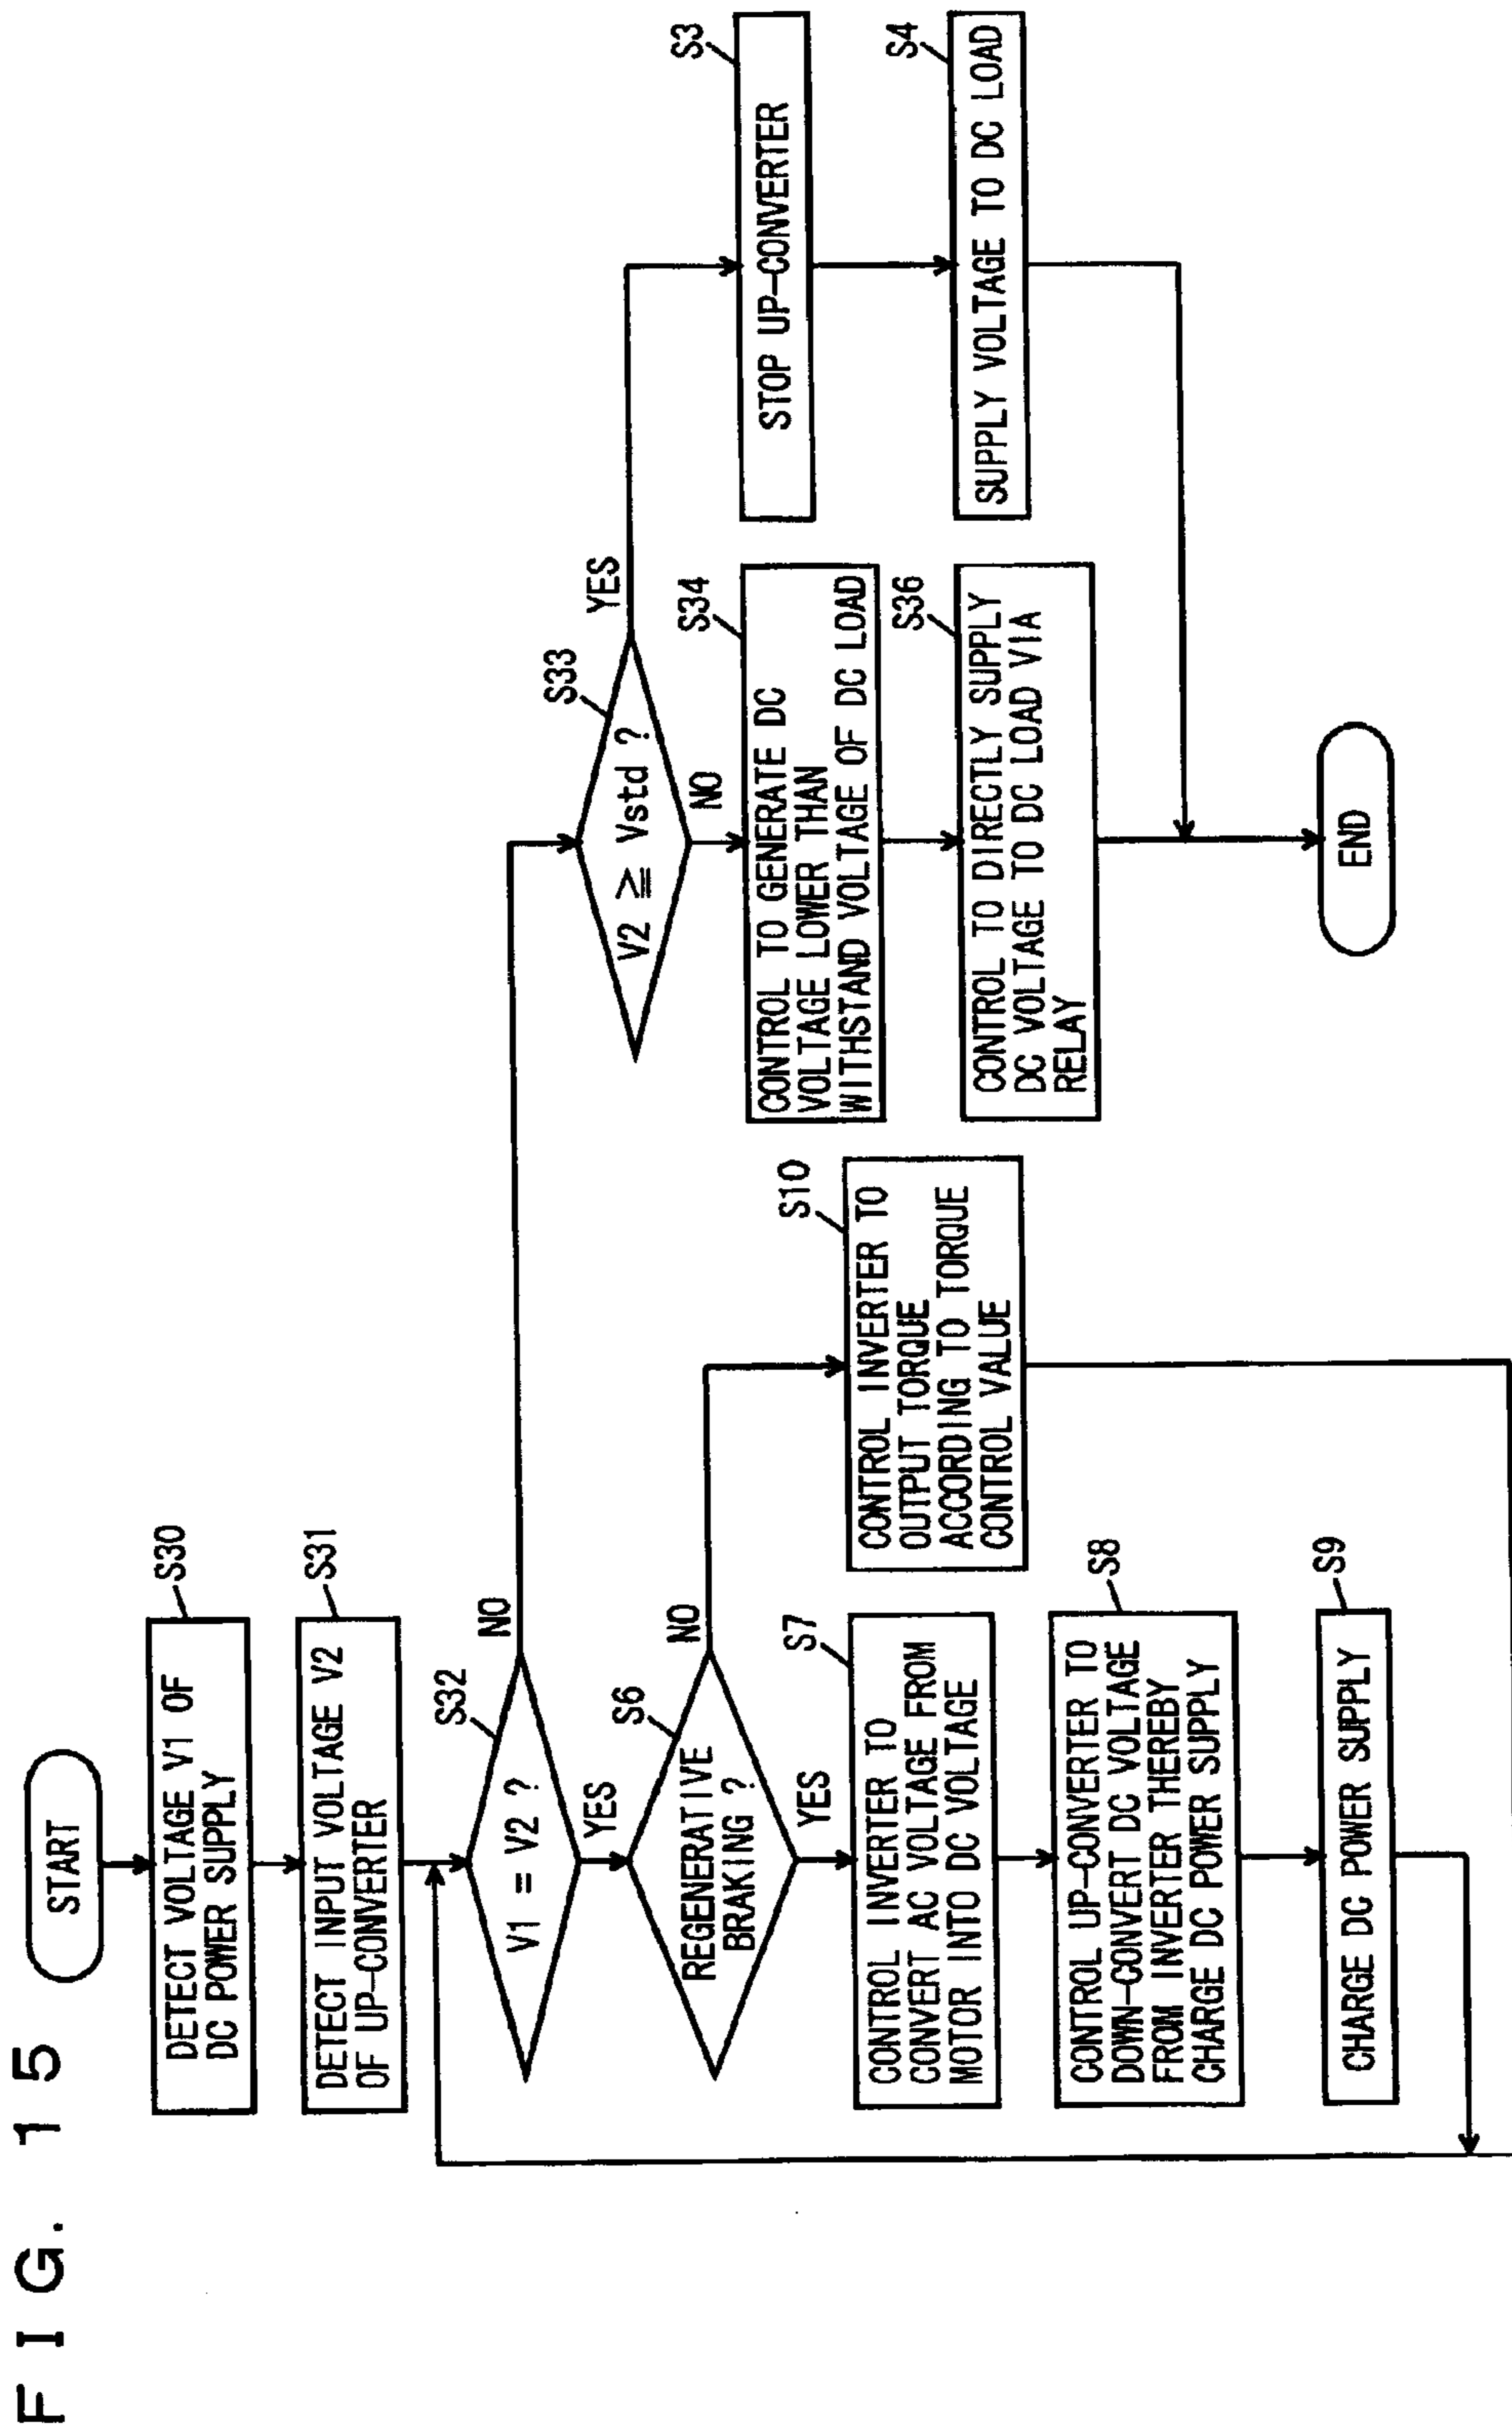 FIG. 15
START
DETECT VOLTAGE V1 OF
DC POWER SUPPLY
S30
DETECT INPUT VOLTAGE V2
OF UP-CONVERTER
S31
V1 = V2 ?
S32
NO
YES
REGENERATIVE
BRAKING ?
S6
NO
YES
CONTROL INVERTER TO
CONVERT AC VOLTAGE FROM
MOTOR INTO DC VOLTAGE
S7
CONTROL UP-CONVERTER TO
DOWN-CONVERT DC VOLTAGE
FROM INVERTER THEREBY
CHARGE DC POWER SUPPLY
S8
CHARGE DC POWER SUPPLY
S9
CONTROL INVERTER TO
OUTPUT TORQUE
ACCORDING TO TORQUE
CONTROL VALUE
S10
V2 ≧ Vstd ?
S33
YES
NO
CONTROL TO GENERATE DC
VOLTAGE LOWER THAN
WITHSTAND VOLTAGE OF DC LOAD
S34
CONTROL TO DIRECTLY SUPPLY
DC VOLTAGE TO DC LOAD VIA
RELAY
S36
STOP UP-CONVERTER
S3
SUPPLY VOLTAGE TO DC LOAD
S4
END